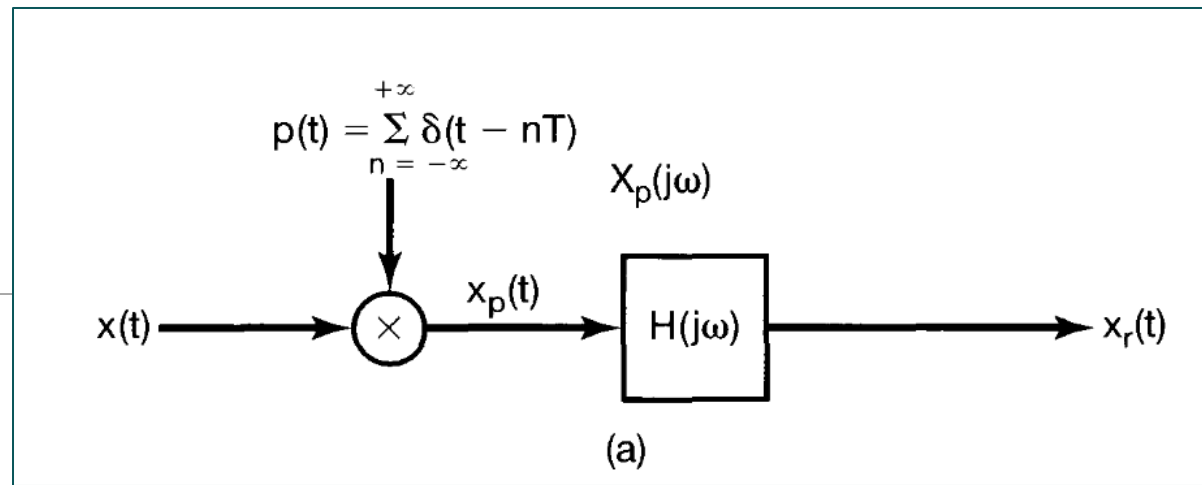 +∞
p(t) = Σ δ(t − nT)
n = −∞
X_p(jω)
x(t)
×
x_p(t)
H(jω)
x_r(t)
(a)